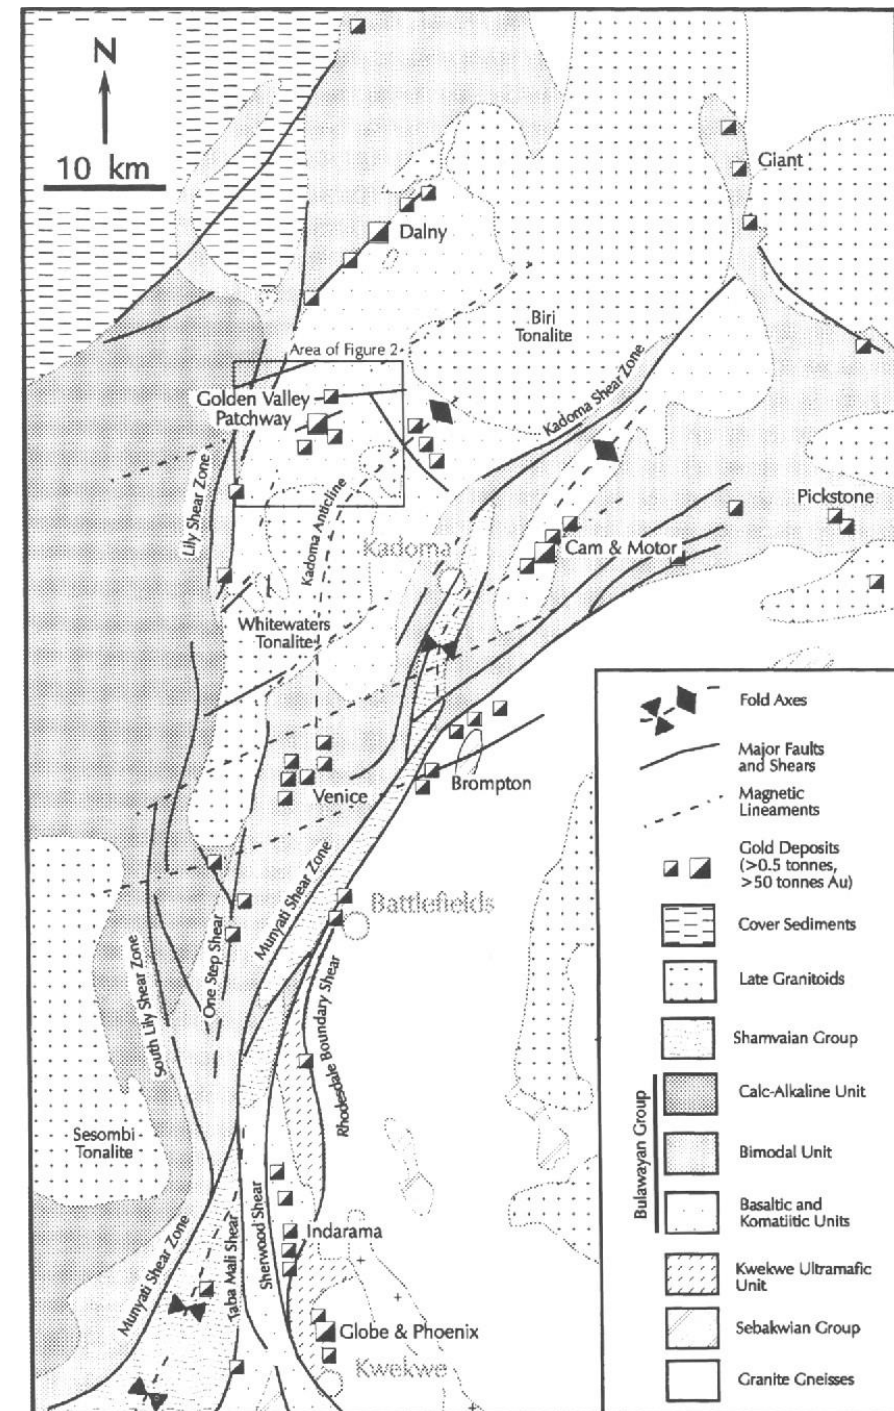 N
10 km
Giant
Dalny
Biri
Tonalite
Area of Figure 2
Kadoma Shear Zone
Golden Valley
Patchway
Lily Shear Zone
Kadoma Anticline
Pickstone
Kadoma
Cam & Motor
Whitewaters
Tonalite
Venice
Brompton
Munyati Shear Zone
Battlefields
One Step Shear
South Lily Shear Zone
Rhodesdale Boundary Shear
Sesombi
Tonalite
Munyati Shear Zone
Taba Mali Shear
Sherwood Shear
Indarama
Globe & Phoenix
Kwekwe
Fold Axes
Major Faults
and Shears
Magnetic
Lineaments
Gold Deposits
(>0.5 tonnes,
>50 tonnes Au)
Cover Sediments
Late Granitoids
Shamvaian Group
Bulawayan Group
Calc-Alkaline Unit
Bimodal Unit
Basaltic and
Komatiitic Units
Kwekwe Ultramafic
Unit
Sebakwian Group
Granite Gneisses